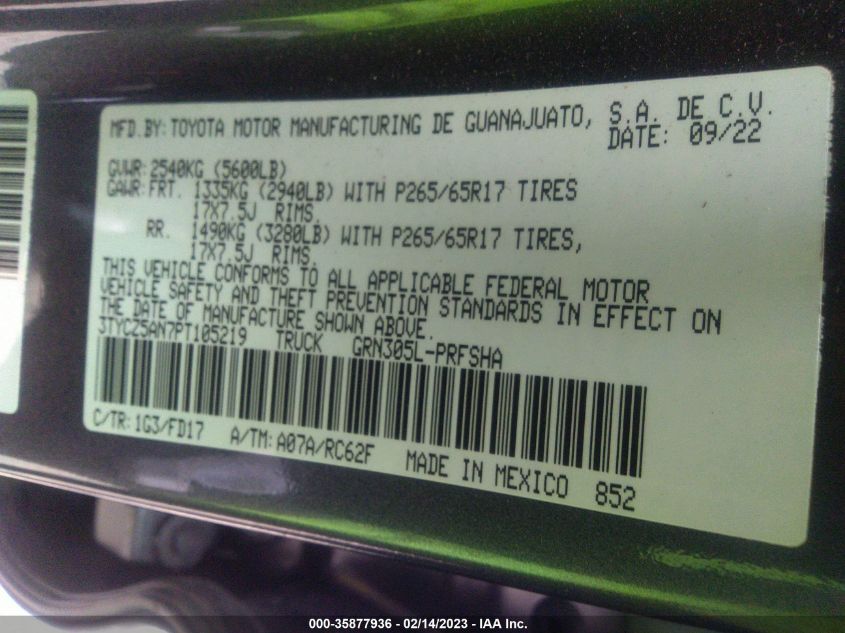 MFD.BY: TOYOTA MOTOR MANUFACTURING DE GUANAJUATO, S.A. DE C.V.
DATE: 09/22
GVWR: 2540KG (5600LB)
GAWR: FRT. 1335KG (2940LB) WITH P265/65R17 TIRES
17X7.5J RIMS,
RR. 1490KG (3280LB) WITH P265/65R17 TIRES,
17X7.5J RIMS.
THIS VEHICLE CONFORMS TO ALL APPLICABLE FEDERAL MOTOR
VEHICLE SAFETY AND THEFT PREVENTION STANDARDS IN EFFECT ON
THE DATE OF MANUFACTURE SHOWN ABOVE.
3TYCZ5AN7PT105219 TRUCK GRN305L-PRFSHA
C/TR: 1G3/FD17 A/TM: A07A/RC62F MADE IN MEXICO 852
000-35877936 - 02/14/2023 - IAA Inc.